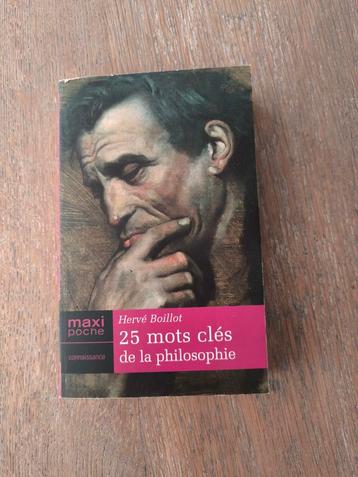 maxi
poche
connaissance
Hervé Boillot
25 mots clés
de la philosophie